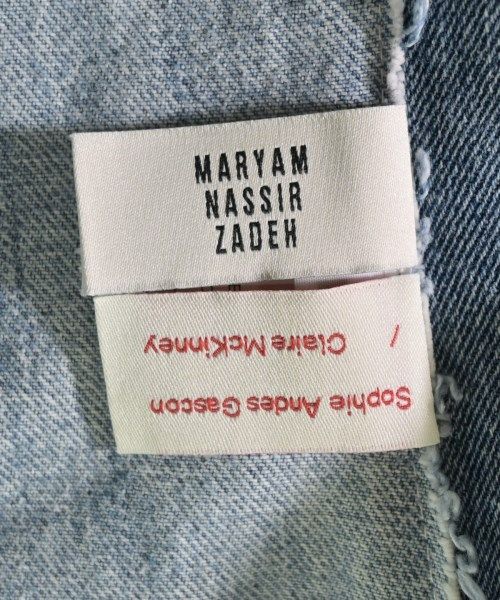 MARYAM
NASSIR
ZADEH
Sophie Andes Gascon
/ Claire McKinney